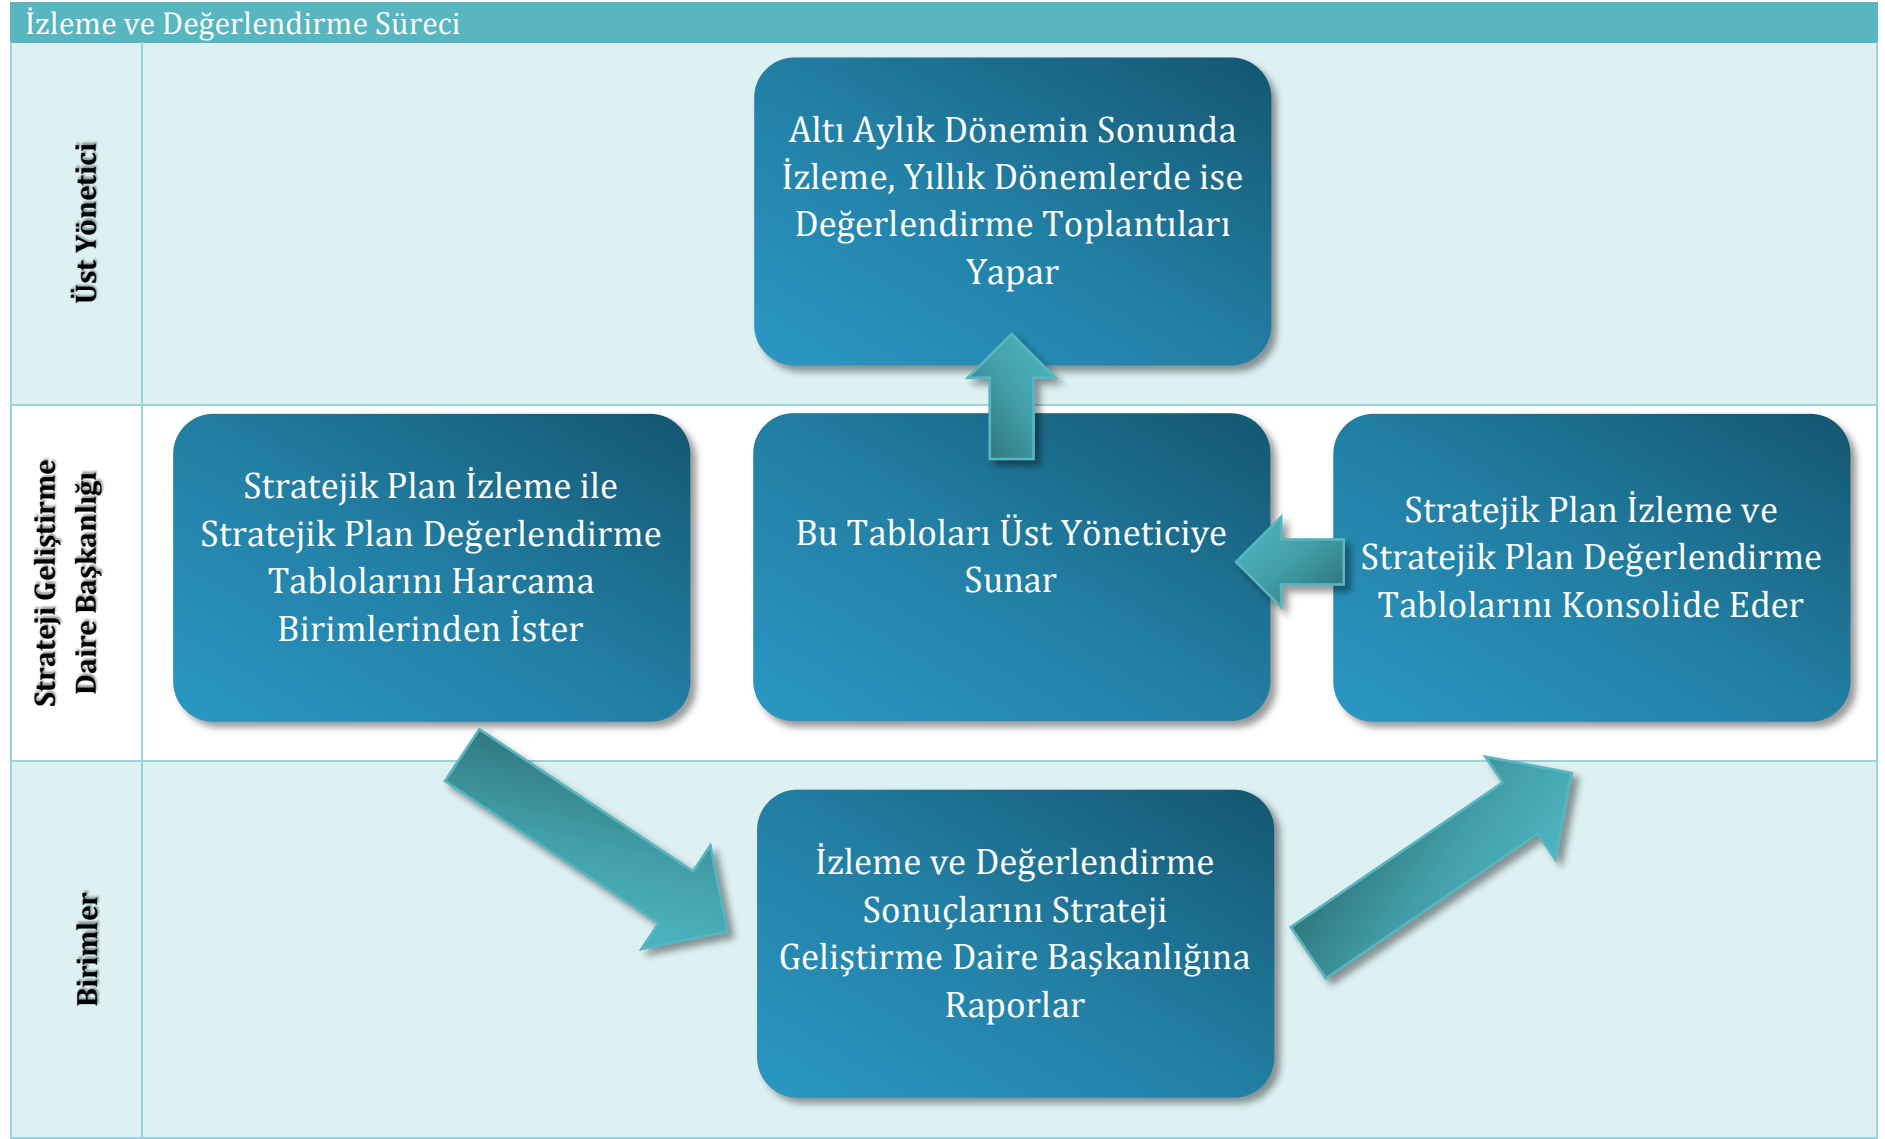 İzleme ve Değerlendirme Süreci
Üst Yönetici
Altı Aylık Dönemin Sonunda
İzleme, Yıllık Dönemlerde ise
Değerlendirme Toplantıları
Yapar
Strateji Geliştirme
Daire Başkanlığı
Stratejik Plan İzleme ile
Stratejik Plan Değerlendirme
Tablolarını Harcama
Birimlerinden İster
Bu Tabloları Üst Yöneticiye
Sunar
Stratejik Plan İzleme ve
Stratejik Plan Değerlendirme
Tablolarını Konsolide Eder
Birimler
İzleme ve Değerlendirme
Sonuçlarını Strateji
Geliştirme Daire Başkanlığına
Raporlar